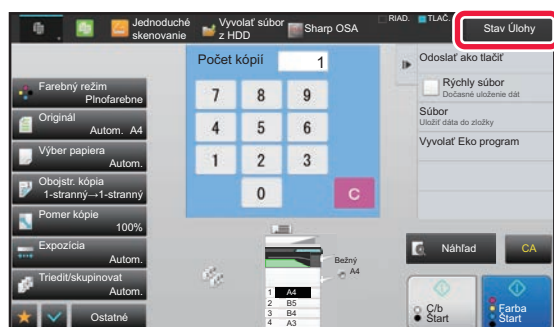 Jednoduché
skenovanie
Vyvolať súbor
z HDD
Sharp OSA
RIAD.
TLAČ.
Stav Úlohy
Farebný režim
Plnofarebne
Originál
Autom. A4
Výber papiera
Autom.
Obojstr. kópia
1-stranný→1-stranný
Pomer kópie
100%
Expozícia
Autom.
Triediť/skupinovat
Autom.
Ostatné
Počet kópií
1
7 8 9
4 5 6
1 2 3
0 C
Bežný
A4
1 A4
2 B5
3 B4
4 A3
Odoslať ako tlačiť
Rýchly súbor
Dočasné uloženie dát
Súbor
Uložiť dáta do zložky
Vyvolať Eko program
Náhľad
CA
Č/b
Štart
Farba
Štart